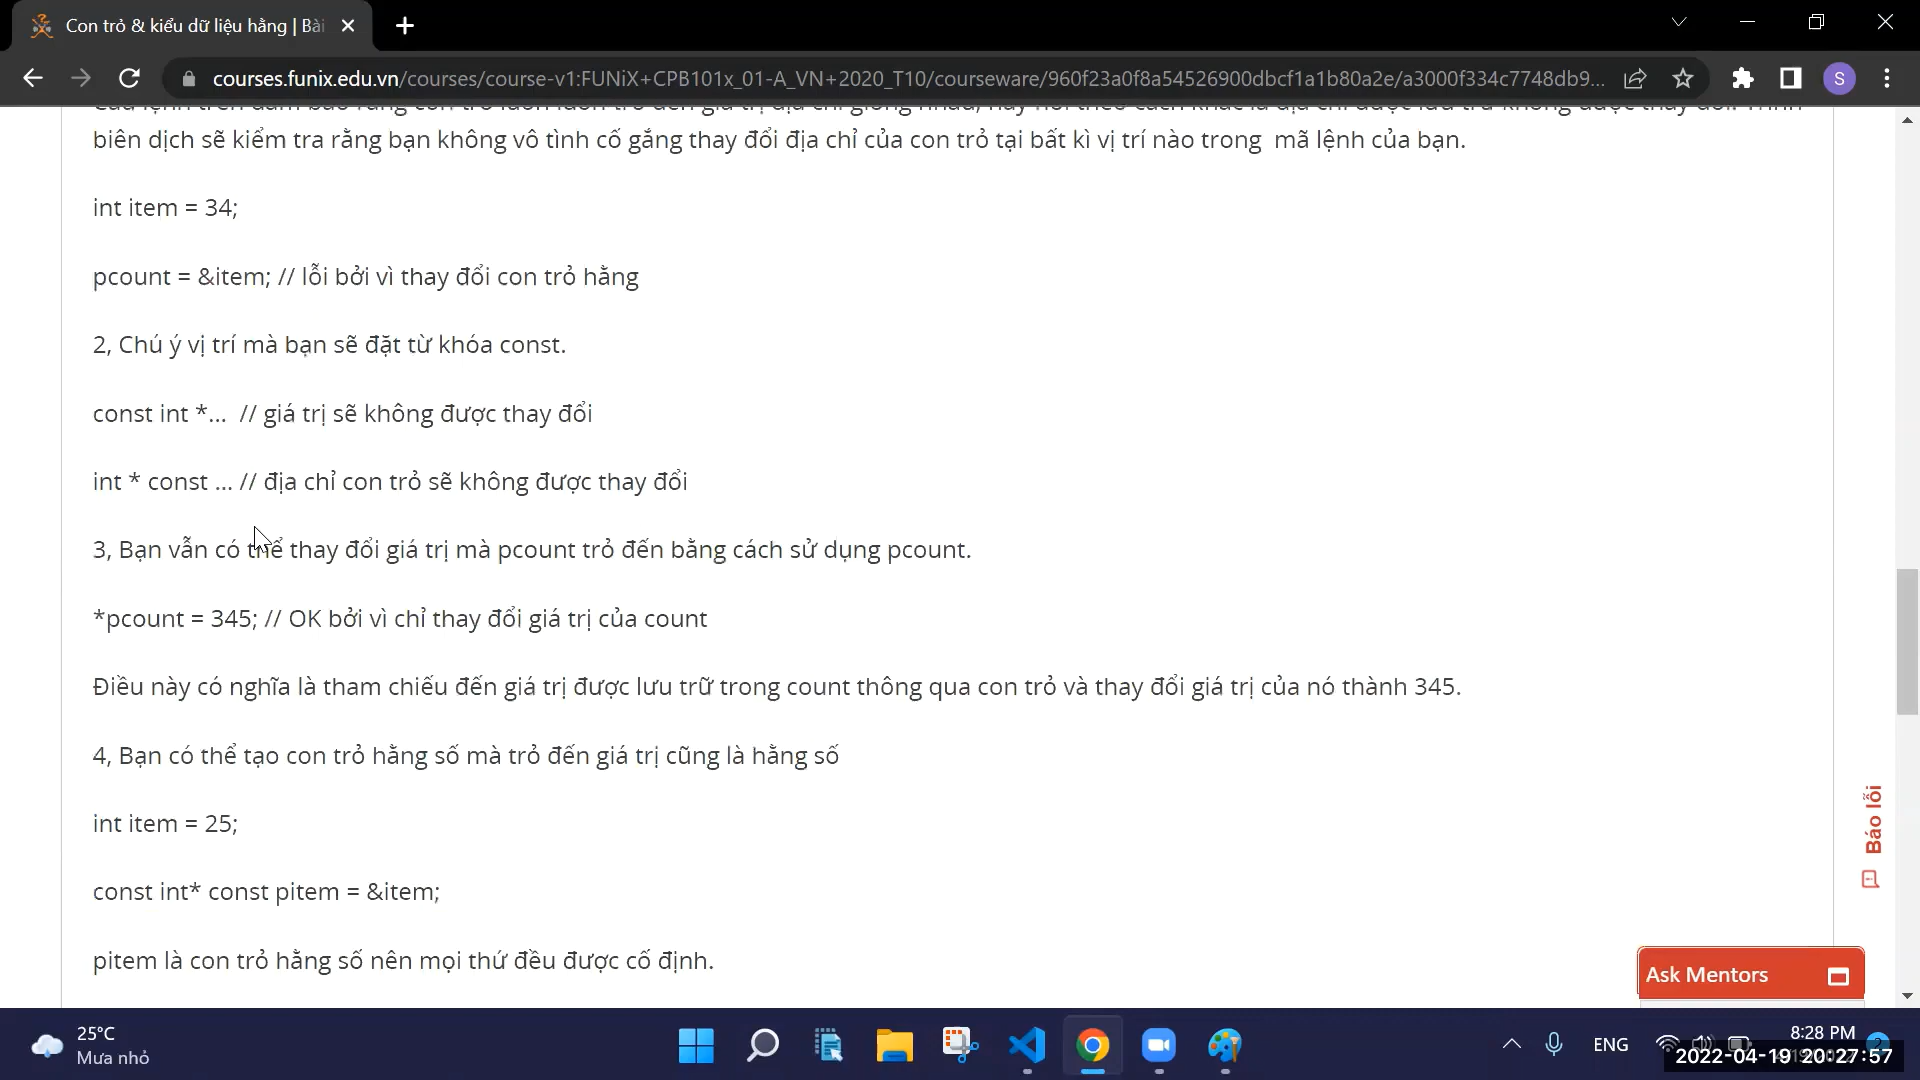 Con trỏ & kiểu dữ liệu hằng | Bài
courses.funix.edu.vn/courses/course-v1:FUNiX+CPB101x_01-A_VN+2020_T10/courseware/960f23a0f8a54526900dbcf1a1b80a2e/a3000f334c7748db9...
S
biên dịch sẽ kiểm tra rằng bạn không vô tình cố gắng thay đổi địa chỉ của con trỏ tại bất kì vị trí nào trong mã lệnh của bạn.
int item = 34;
pcount = &item; // lỗi bởi vì thay đổi con trỏ hằng
2, Chú ý vị trí mà bạn sẽ đặt từ khóa const.
const int *... // giá trị sẽ không được thay đổi
int * const ... // địa chỉ con trỏ sẽ không được thay đổi
3, Bạn vẫn có thể thay đổi giá trị mà pcount trỏ đến bằng cách sử dụng pcount.
*pcount = 345; // OK bởi vì chỉ thay đổi giá trị của count
Điều này có nghĩa là tham chiếu đến giá trị được lưu trữ trong count thông qua con trỏ và thay đổi giá trị của nó thành 345.
4, Bạn có thể tạo con trỏ hằng số mà trỏ đến giá trị cũng là hằng số
int item = 25;
const int* const pitem = &item;
pitem là con trỏ hằng số nên mọi thứ đều được cố định.
Báo lỗi
Ask Mentors
25°C
Mưa nhỏ
ENG
8:28 PM
2022-04-19 20:27:57